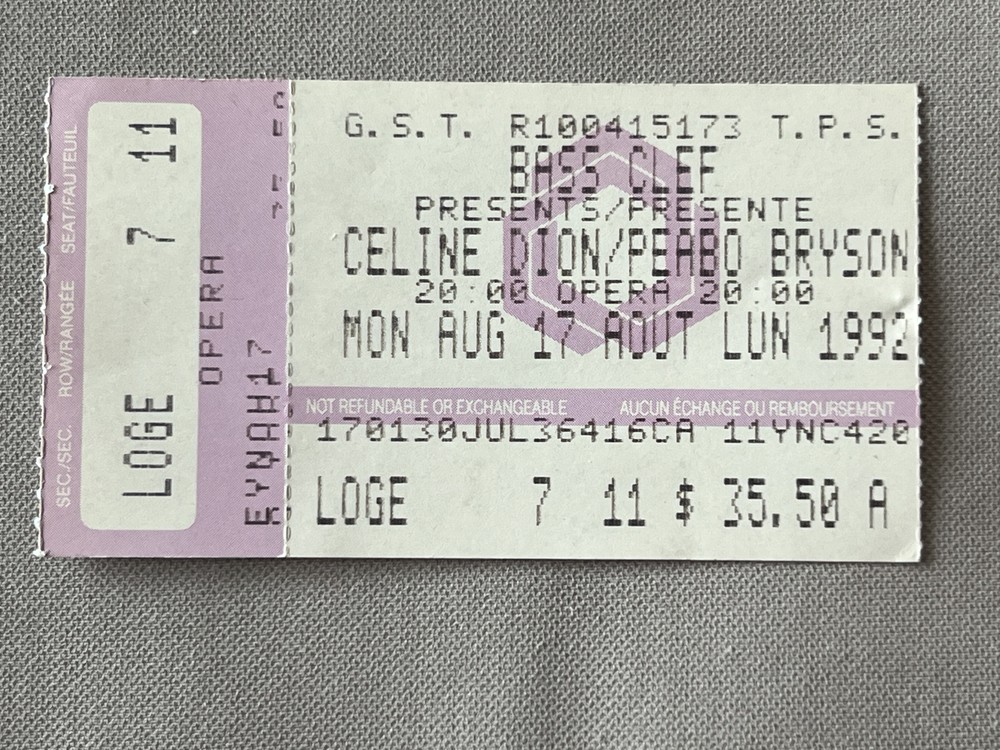 SEC./SEC. ROW/RANGÉE SEAT/FAUTEUIL
LOGE 7 11
OPERA
EYNAH17
G.S.T. R100415173 T.P.S.
BASS CLEF
PRESENTS/PRESENTE
CELINE DION/PEABO BRYSON
20:00 OPERA 20:00
MON AUG 17 AOUT LUN 1992
NOT REFUNDABLE OR EXCHANGEABLE AUCUN ÉCHANGE OU REMBOURSEMENT
170130JUL36416CA 11YNC420
LOGE 7 11 $ 35.50 A